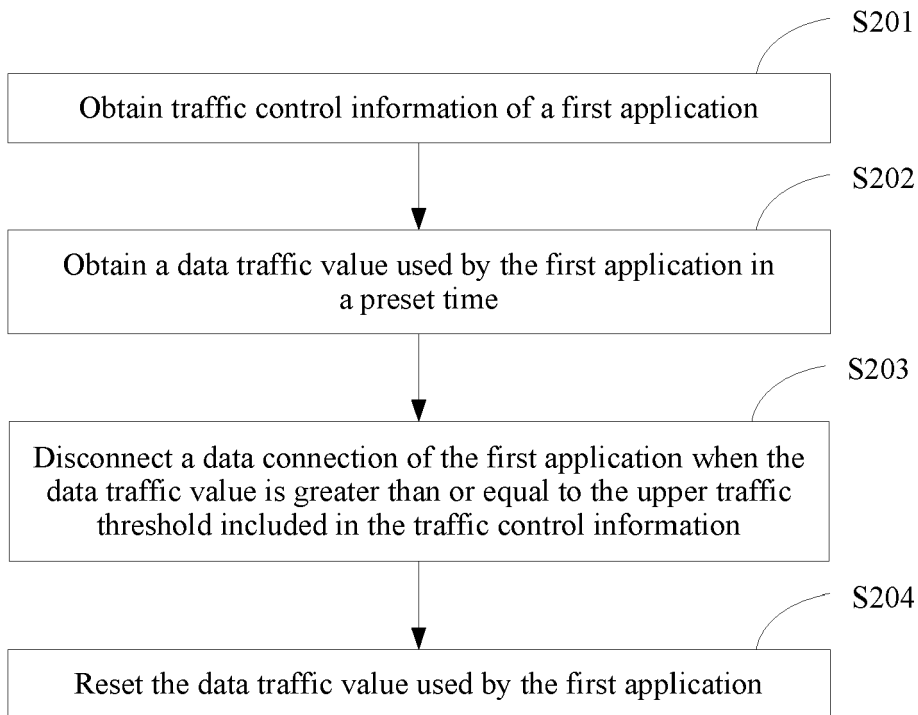 S201
Obtain traffic control information of a first application
S202
Obtain a data traffic value used by the first application in
a preset time
S203
Disconnect a data connection of the first application when the
data traffic value is greater than or equal to the upper traffic
threshold included in the traffic control information
S204
Reset the data traffic value used by the first application